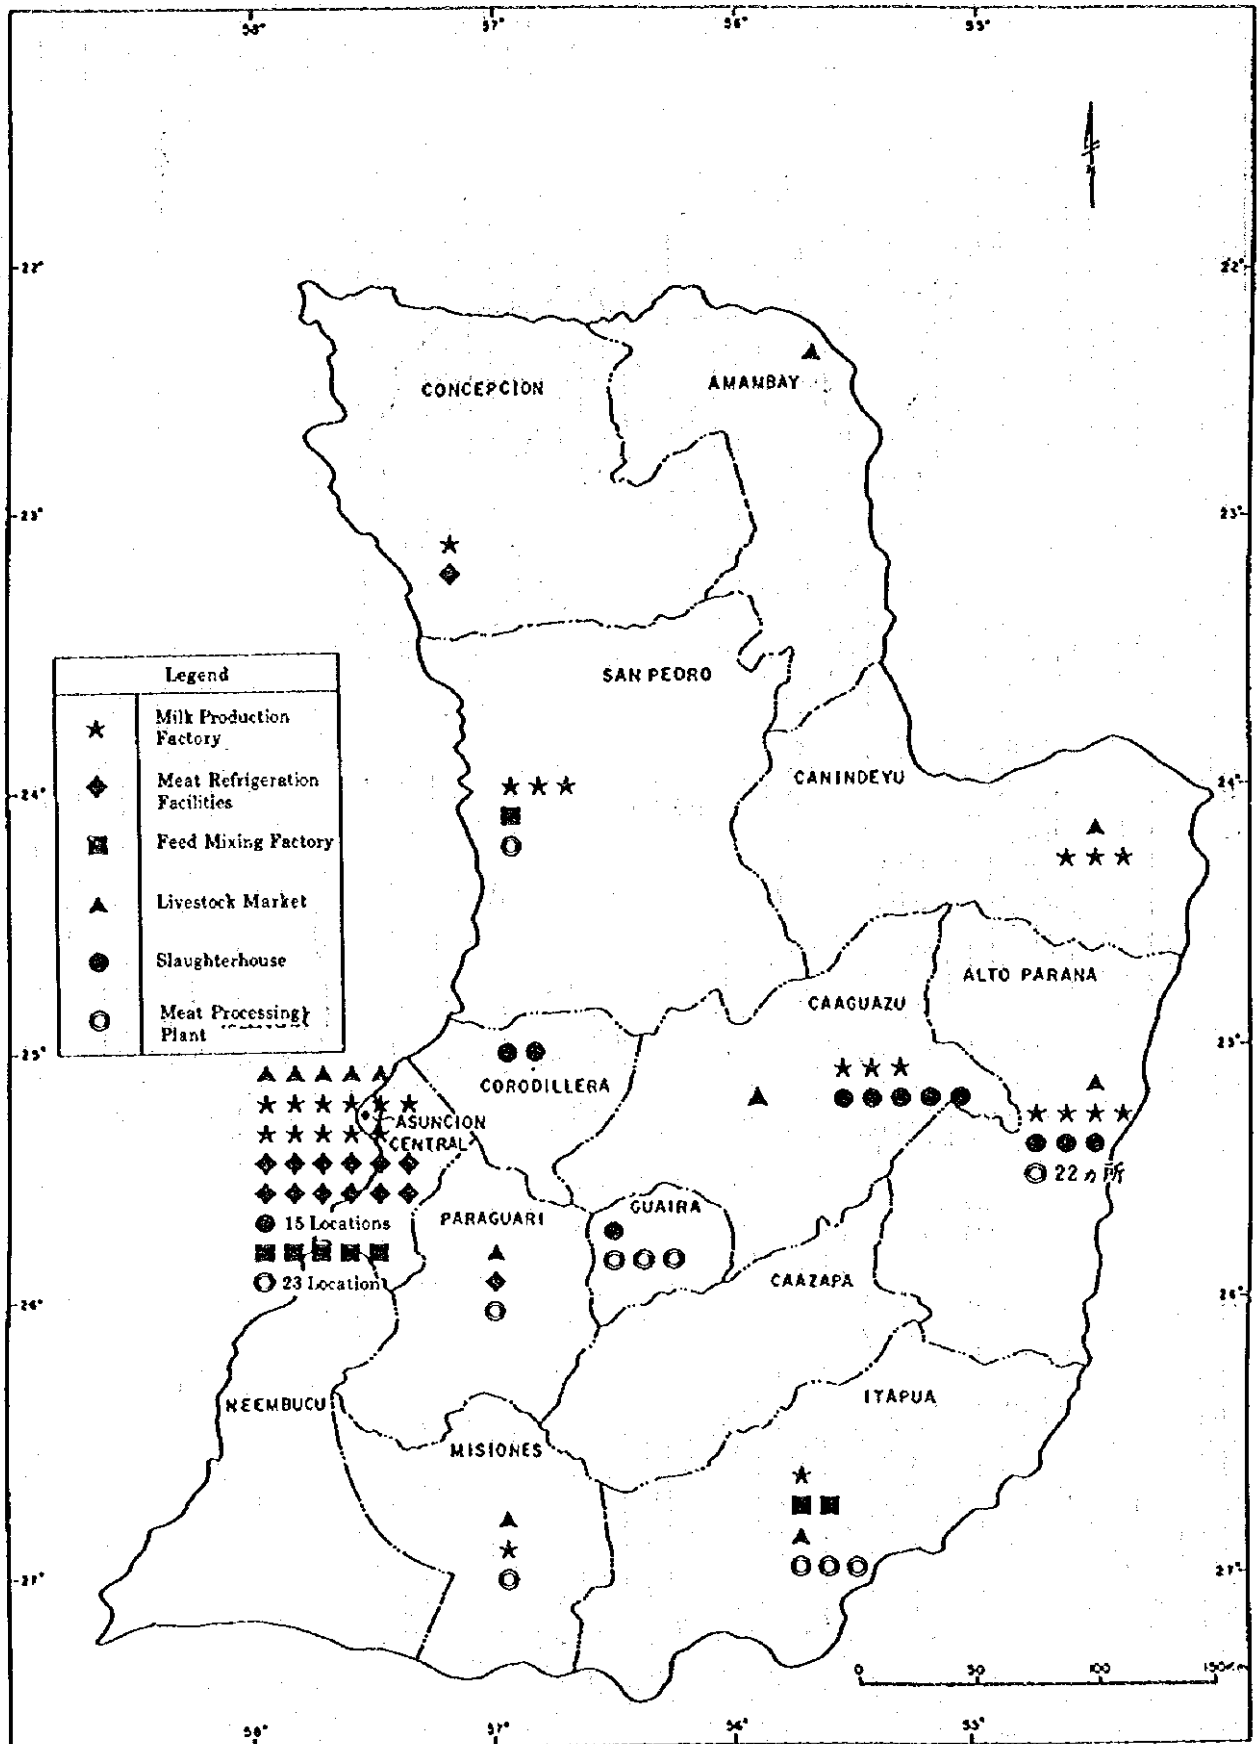 58° 57° 56° 55°
22° 22°
CONCEPCION
AMAMBAY
23° 23°
Legend
Milk Production
Factory
Meat Refrigeration
Facilities
Feed Mixing Factory
Livestock Market
Slaughterhouse
Meat Processing
Plant
SAN PEDRO
CANINDEYU
24° 24°
ALTO PARANA
CAAGUAZU
25° 25°
CORODILLERA
ASUNCION
CENTRAL
22ヵ所
PARAGUARI
GUAIRA
15 Locations
23 Location
CAAZAPA
26° 26°
NEEMBUCU
ITAPUA
MISIONES
27° 27°
0 50 100 150
58° 57° 56° 55°